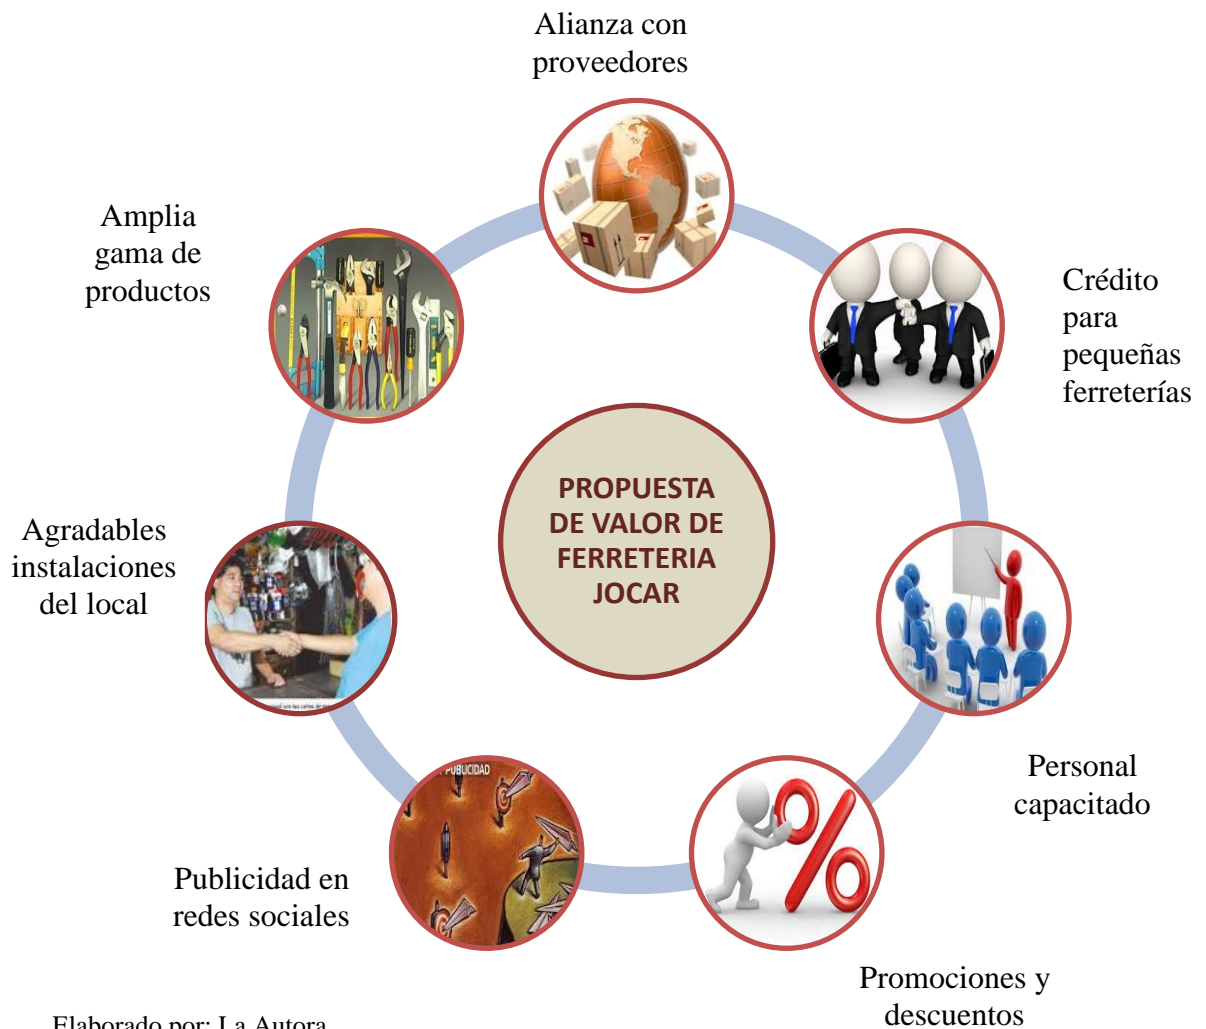 Alianza con
proveedores
Amplia
gama de
productos
Crédito
para
pequeñas
ferreterías
PROPUESTA
DE VALOR DE
FERRETERIA
JOCAR
Agradables
instalaciones
del local
Personal
capacitado
PUBLICIDAD
Publicidad en
redes sociales
Promociones y
descuentos
Elaborado por: La Autora